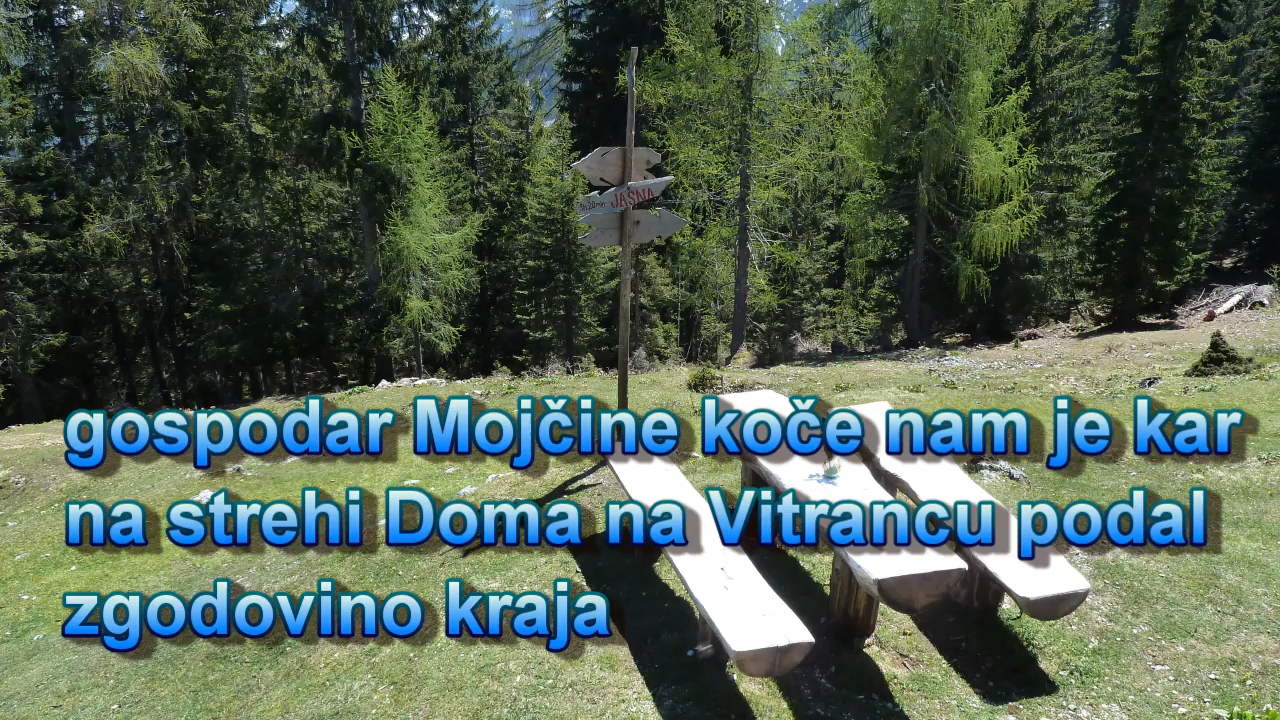 JASNA
gospodar Mojčine koče nam je kar
na strehi Doma na Vitrancu podal
zgodovino kraja